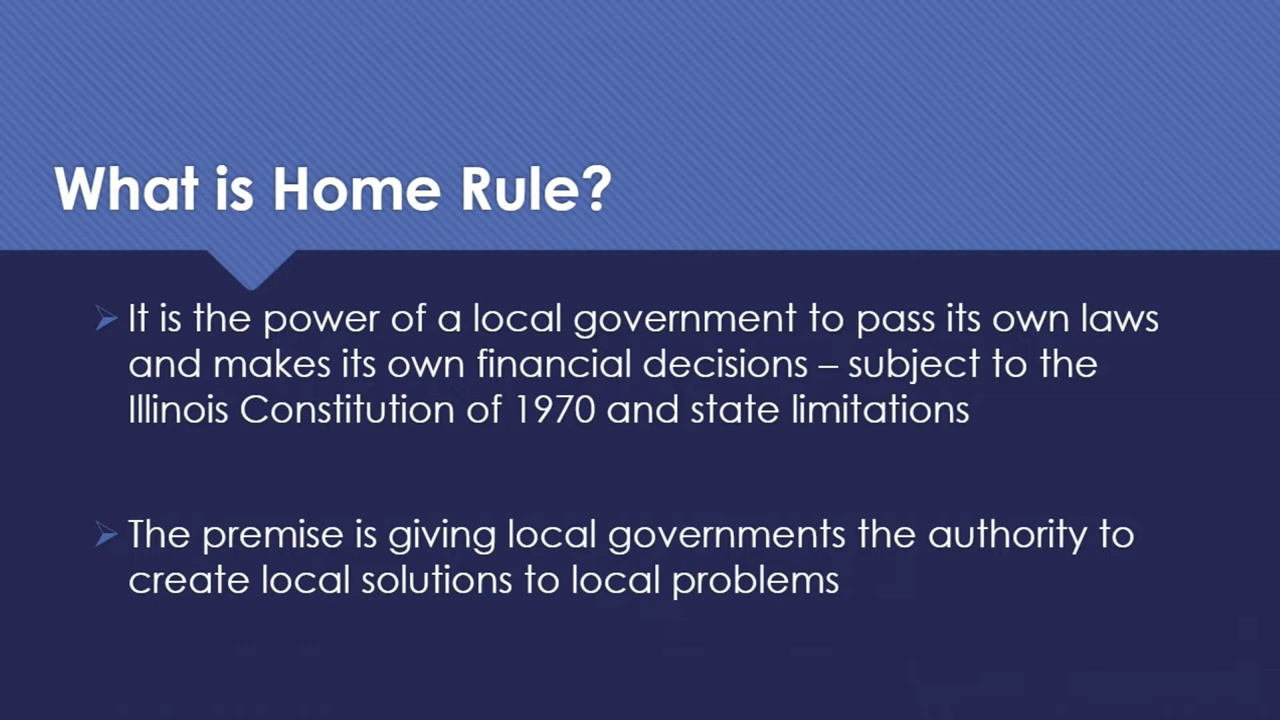 What is Home Rule?
It is the power of a local government to pass its own laws
and makes its own financial decisions – subject to the
Illinois Constitution of 1970 and state limitations
The premise is giving local governments the authority to
create local solutions to local problems